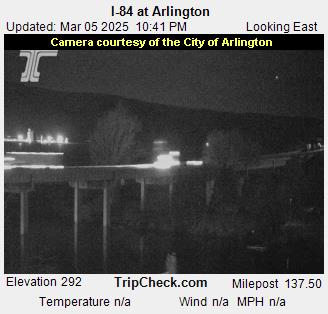 I-84 at Arlington
Updated: Mar 05 2025 10:41 PM Looking East
Camera courtesy of the City of Arlington
Elevation 292 TripCheck.com Milepost 137.50
Temperature n/a Wind n/a MPH n/a